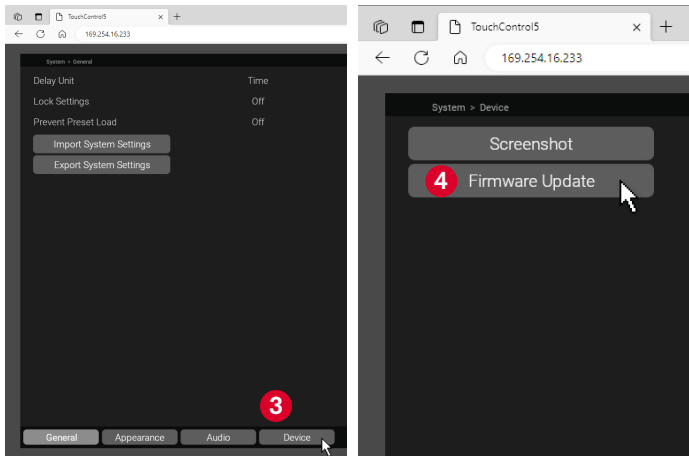 TouchControl5
169.254.16.233
System > General
Delay Unit Time
Lock Settings Off
Prevent Preset Load Off
Import System Settings
Export System Settings
3
General Appearance Audio Device
TouchControl5
169.254.16.233
System > Device
Screenshot
4 Firmware Update